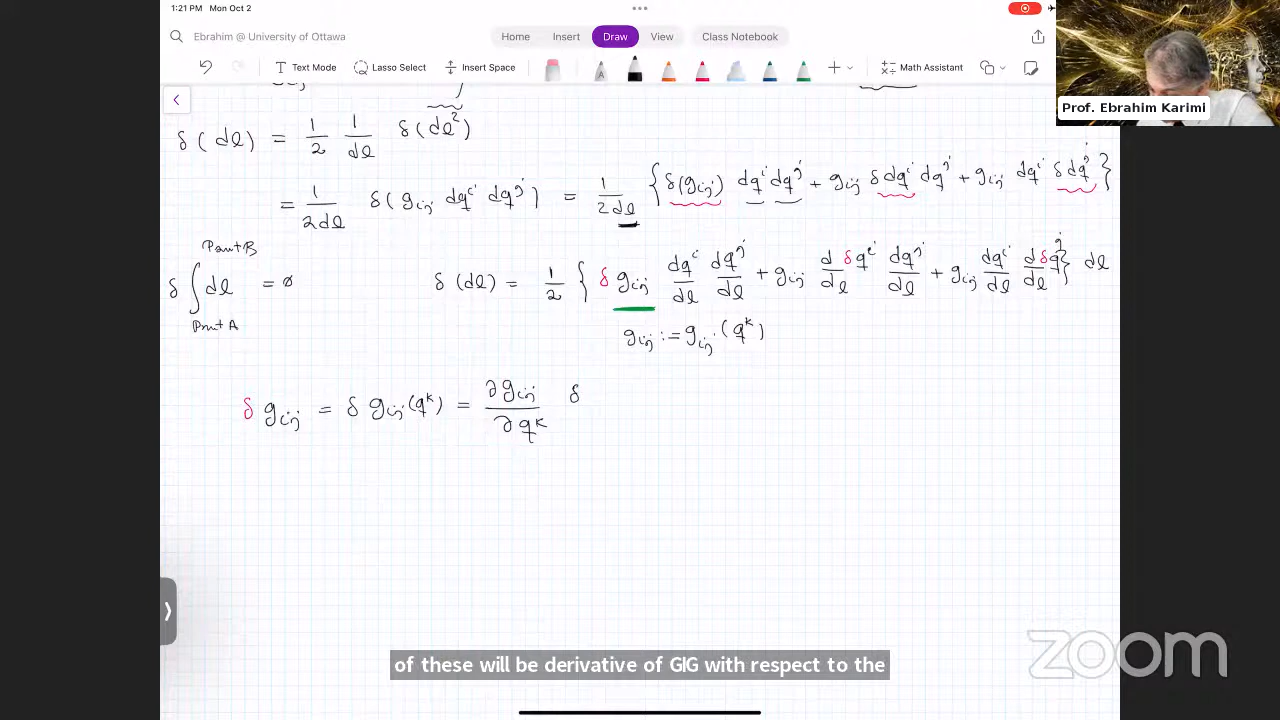 1:21 PM Mon Oct 2
Ebrahim @ University of Ottawa Home Insert Draw View Class Notebook
Text Mode Lasso Select Insert Space Math Assistant
Prof. Ebrahim Karimi
δ(dl) = 1/2 1/dl dl²)
= 1/2dl δ(g_ij dq^i dq^j) = 1/2dl {δ(g_ij) dq^i dq^j + g_ij δdq^i dq^j + g_ij dq^i δdq^j}
Point B
δ ∫ dl = 0 δ(dl) = 1/2 { δ g_ij dq^i/dl dq^j/dl + g_ij d/dl δq^i dq^j/dl + g_ij dq^i/dl d/dl δq^j } dl
Point A
g_ij := g_ij (q^k)
δ g_ij = δ g_ij (q^k) = ∂g_ij/∂q^k δ
of these will be derivative of GIG with respect to the
zoom